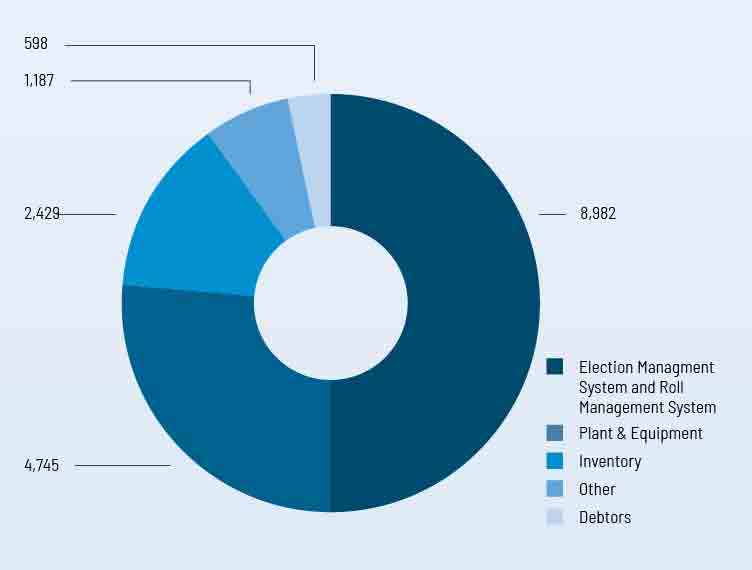 598
1,187
2,429
8,982
Election Managment
System and Roll
Management System
Plant & Equipment
Inventory
4,745
Other
Debtors